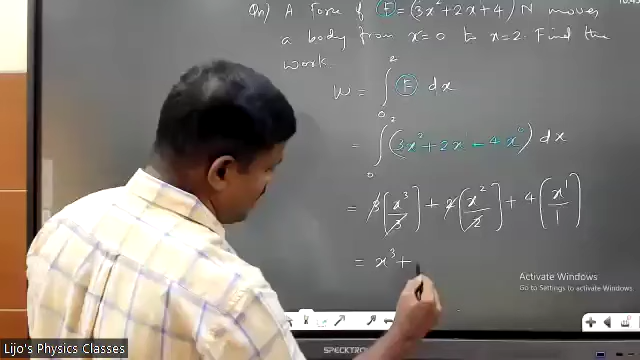 Qn) A Force of F = (3x² + 2x + 4) N moves
a body from x=0 to x=2. Find the
work.
W = ∫₀² F dx
= ∫₀² (3x² + 2x¹ + 4x⁰) dx
= 3[x³/3] + 2[x²/2] + 4(x¹/1)
= x³ +
Activate Windows
Go to Settings to activate Windows
Lijo's Physics Classes